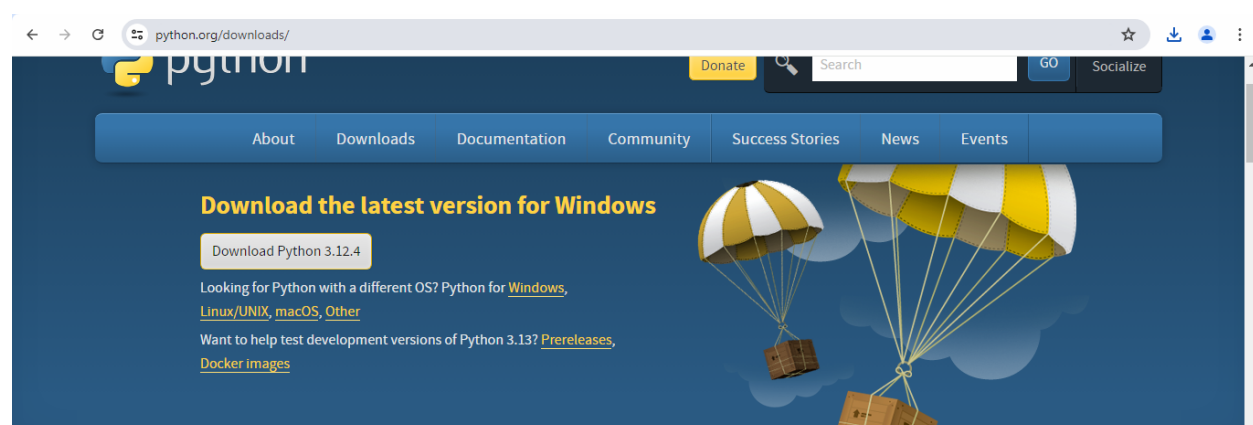 python.org/downloads/
python
Donate
Search
GO
Socialize
About Downloads Documentation Community Success Stories News Events
Download the latest version for Windows
Download Python 3.12.4
Looking for Python with a different OS? Python for Windows,
Linux/UNIX, macOS, Other
Want to help test development versions of Python 3.13? Prereleases,
Docker images